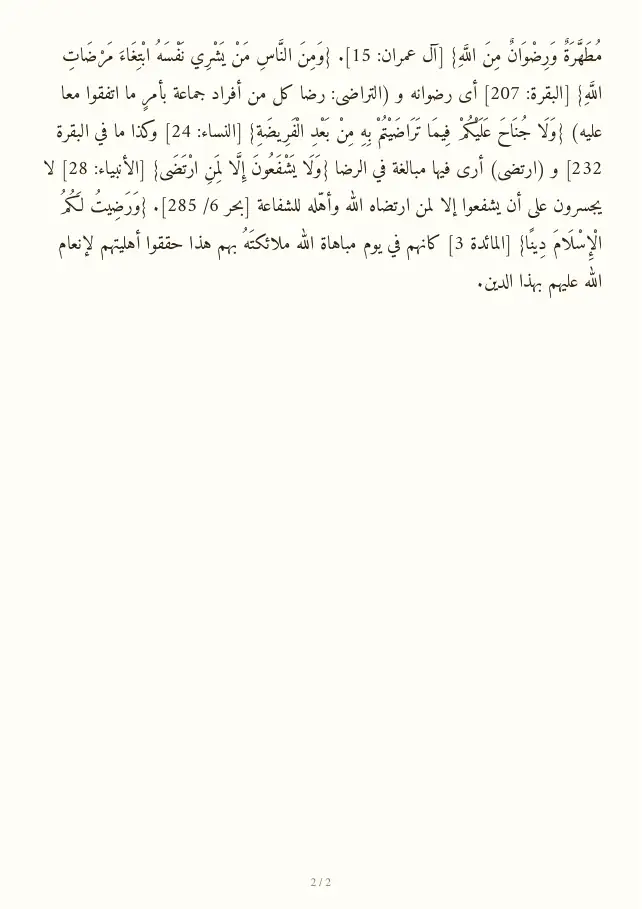 مُطَهَّرَةٌ وَرِضْوَانٌ مِنَ اللَّهِ} [آل عمران: 15]. {وَمِنَ النَّاسِ مَنْ يَشْرِي نَفْسَهُ ابْتِغَاءَ مَرْضَاتِ
اللَّهِ} [البقرة: 207] أى رضوانه و (التراضى: رضا كل من أفراد جماعة بأمرٍ ما اتفقوا معا
عليه) {وَلَا جُنَاحَ عَلَيْكُمْ فِيمَا تَرَاضَيْتُمْ بِهِ مِنْ بَعْدِ الْفَرِيضَةِ} [النساء: 24] وكذا ما في البقرة
232] و (ارتضى) أرى فيها مبالغة في الرضا {وَلَا يَشْفَعُونَ إِلَّا لِمَنِ ارْتَضَى} [الأنبياء: 28] لا
يجسرون على أن يشفعوا إلا لمن ارتضاه الله وأهّله للشفاعة [بحر 6/ 285]. {وَرَضِيتُ لَكُمُ
الْإِسْلَامَ دِينًا} [المائدة 3] كانهم في يوم مباهاة الله ملائكتَهُ بهم هذا حققوا أهليتهم لإنعام
الله عليهم بهذا الدين.
2 / 2